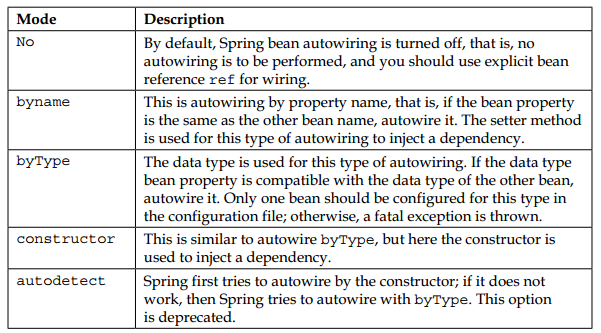 Mode Description
No By default, Spring bean autowiring is turned off, that is, no
autowiring is to be performed, and you should use explicit bean
reference ref for wiring.
byname This is autowiring by property name, that is, if the bean property
is the same as the other bean name, autowire it. The setter method
is used for this type of autowiring to inject a dependency.
byType The data type is used for this type of autowiring. If the data type
bean property is compatible with the data type of the other bean,
autowire it. Only one bean should be configured for this type in
the configuration file; otherwise, a fatal exception is thrown.
constructor This is similar to autowire byType, but here the constructor is
used to inject a dependency.
autodetect Spring first tries to autowire by the constructor; if it does not
work, then Spring tries to autowire with byType. This option
is deprecated.